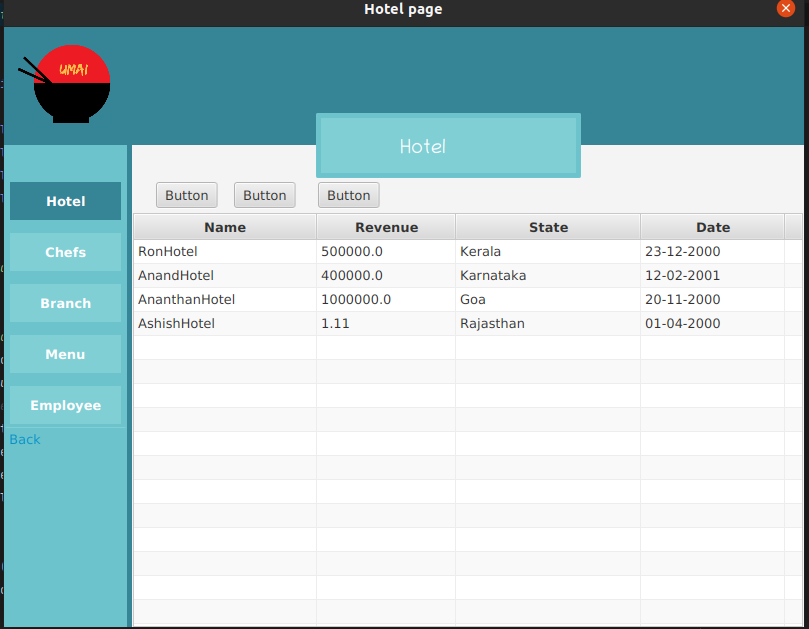 Hotel page
UMAI
Hotel
Hotel
Chefs
Branch
Menu
Employee
Back
Button Button Button
Name Revenue State Date
RonHotel 500000.0 Kerala 23-12-2000
AnandHotel 400000.0 Karnataka 12-02-2001
AnanthanHotel 1000000.0 Goa 20-11-2000
AshishHotel 1.11 Rajasthan 01-04-2000